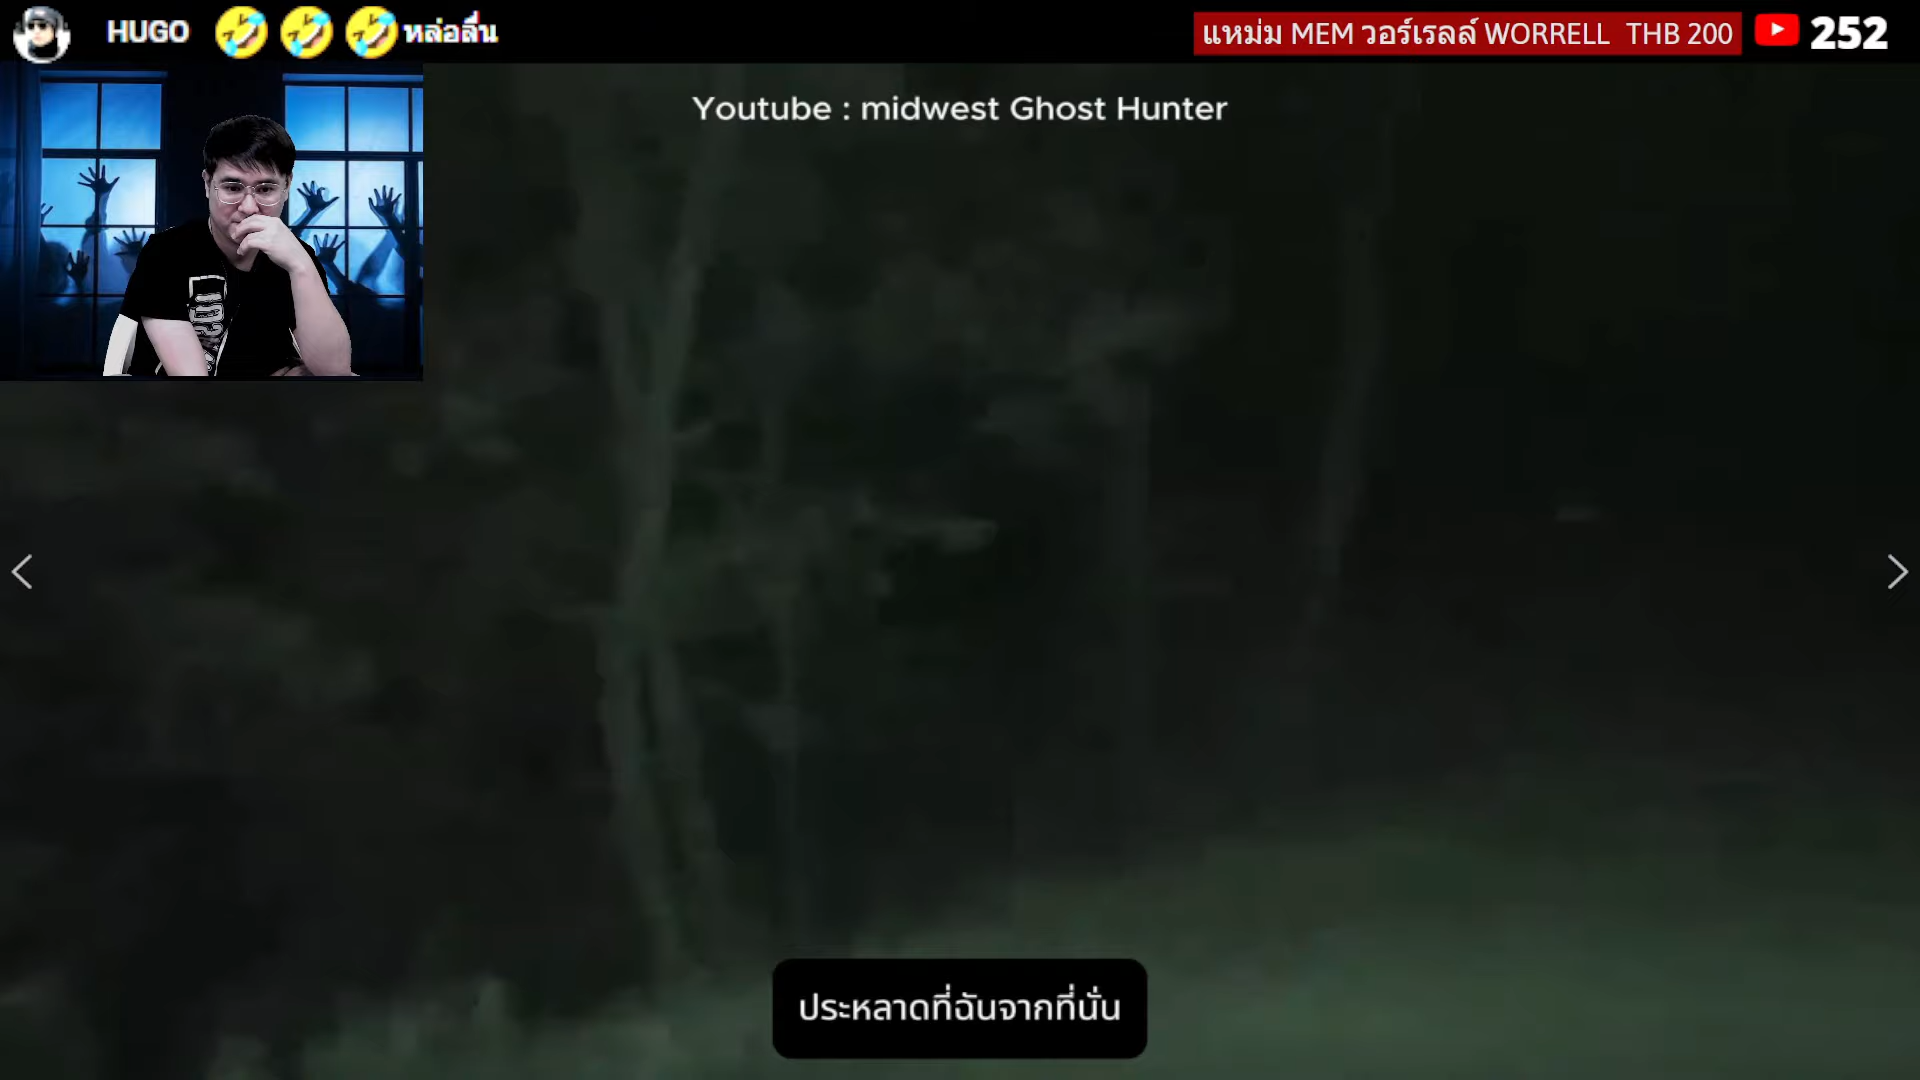 HUGO 🤣🤣🤣หล่อลื่น
แหม่ม MEM วอร์เรลล์ WORRELL THB 200
252
Youtube : midwest Ghost Hunter
ประหลาดที่ฉันจากที่นั่น